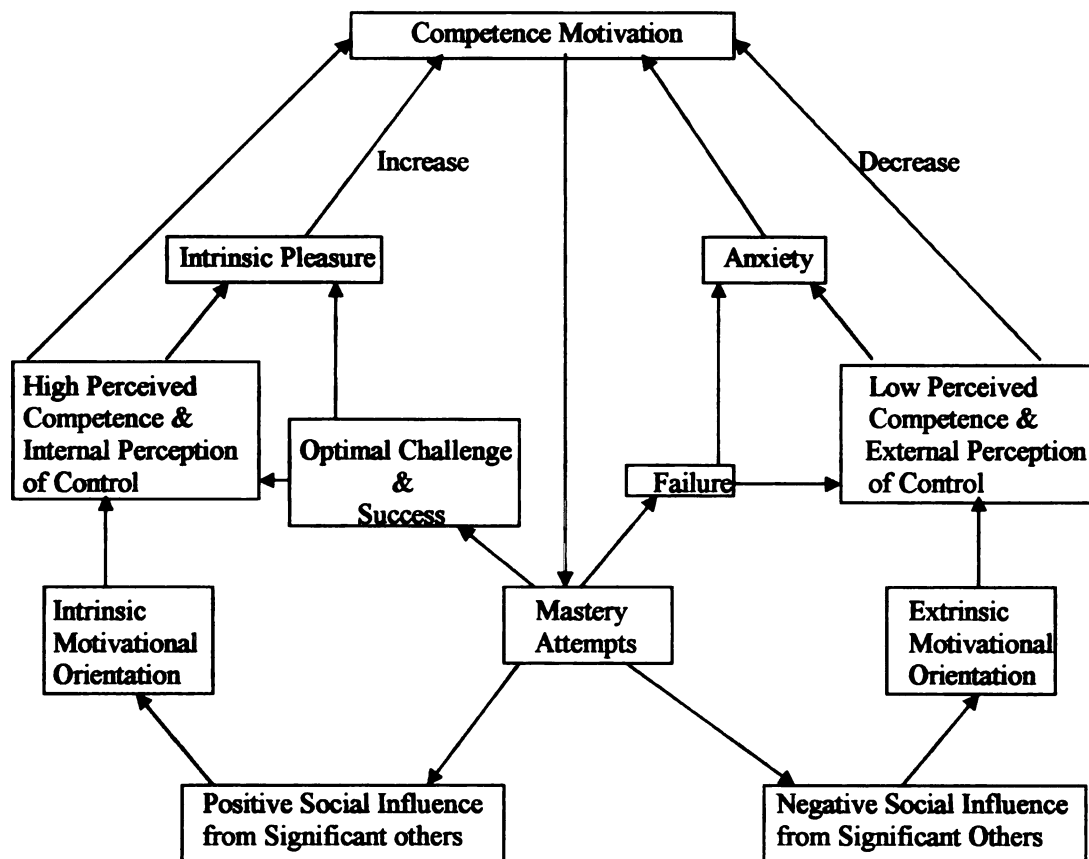 Competence Motivation
Increase
Decrease
Intrinsic Pleasure
Anxiety
High Perceived
Competence &
Internal Perception
of Control
Optimal Challenge
&
Success
Failure
Low Perceived
Competence &
External Perception
of Control
Intrinsic
Motivational
Orientation
Mastery
Attempts
Extrinsic
Motivational
Orientation
Positive Social Influence
from Significant others
Negative Social Influence
from Significant Others